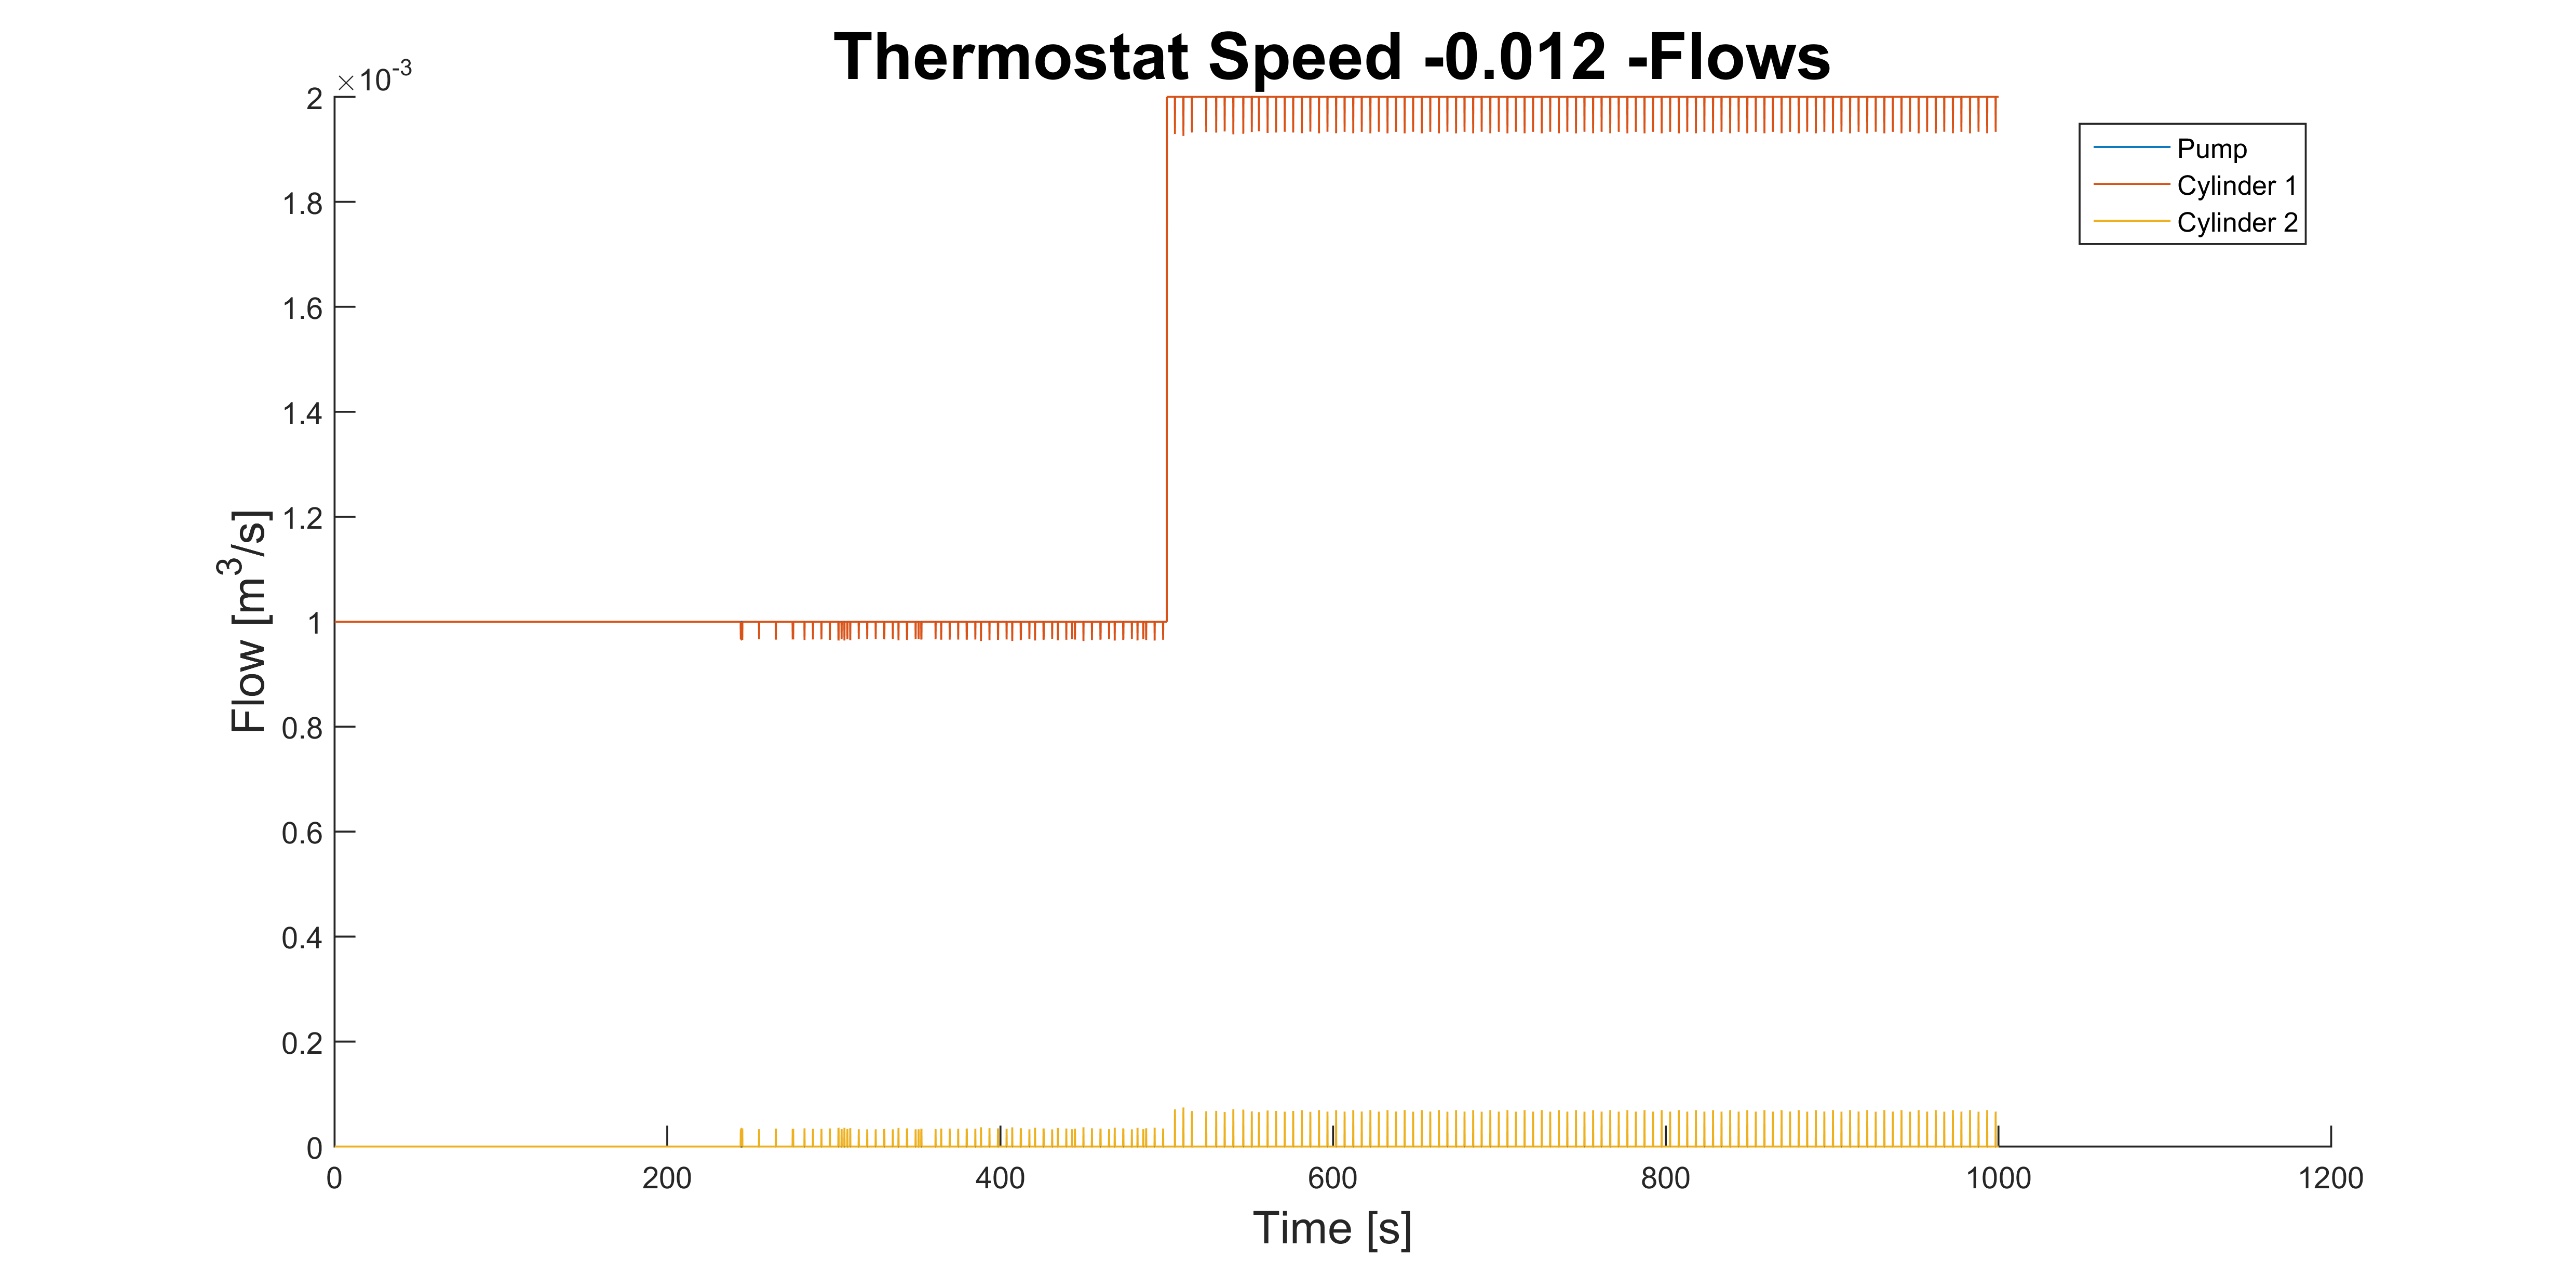 Thermostat Speed -0.012 -Flows
×10-3
2
1.8
1.6
1.4
1.2
1
0.8
0.6
0.4
0.2
0
Flow [m3/s]
Pump
Cylinder 1
Cylinder 2
0 200 400 600 800 1000 1200
Time [s]